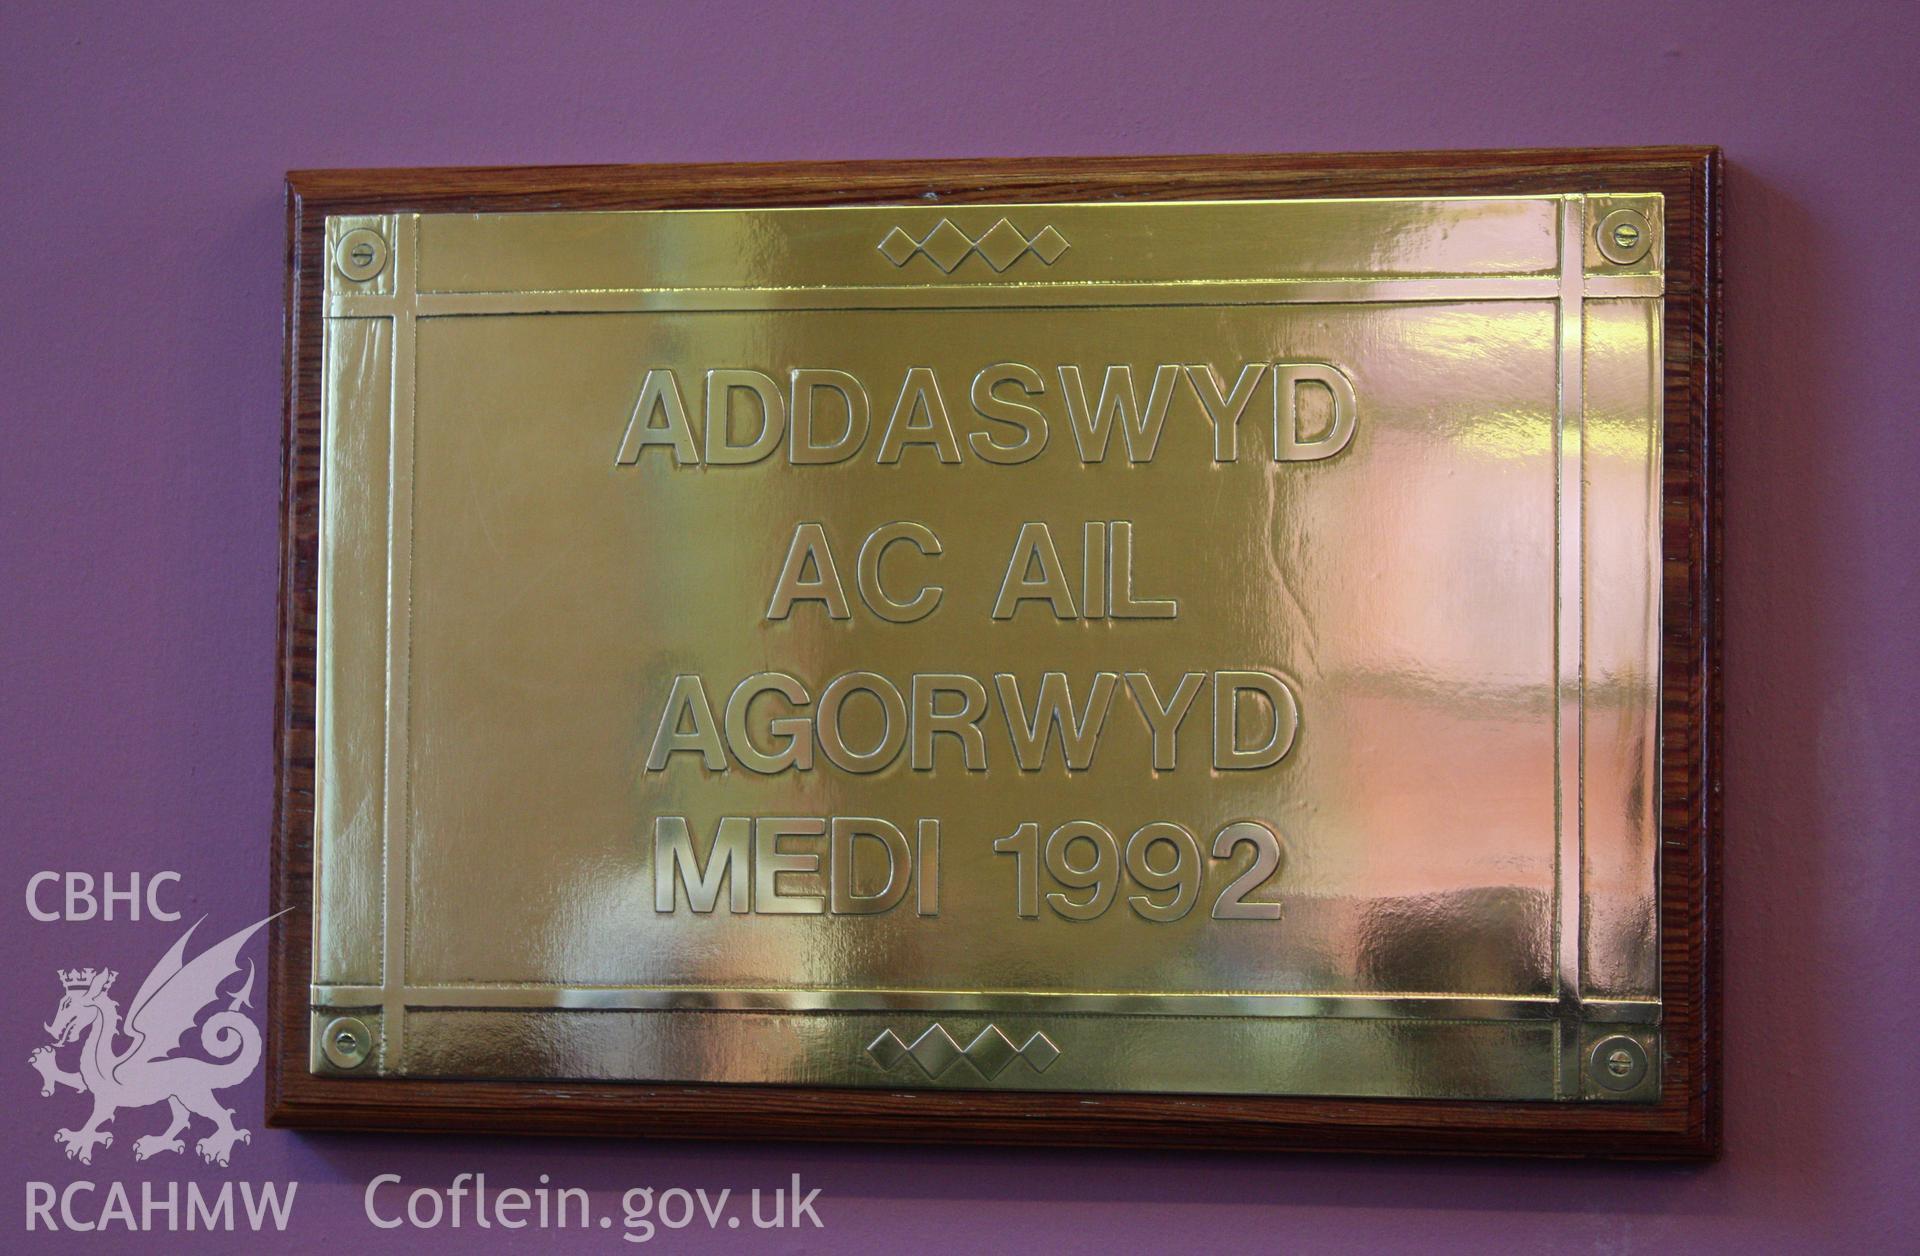 ADDASWYD
AC AIL
AGORWYD
MEDI 1992
CBHC
RCAHMW
Coflein.gov.uk